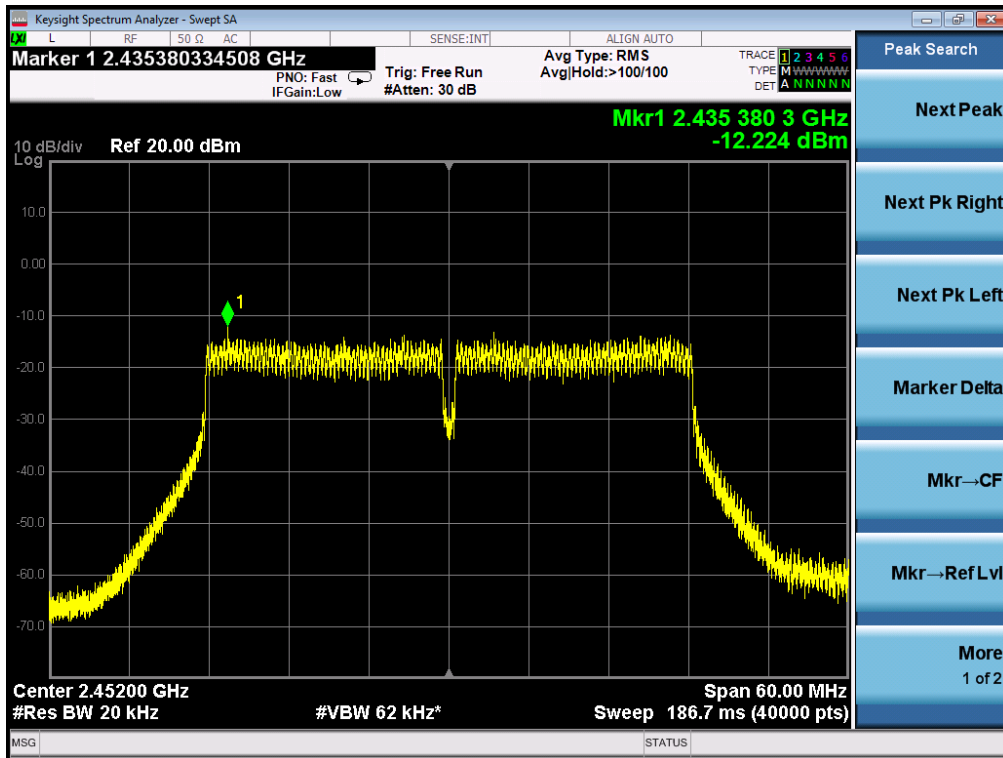 Keysight Spectrum Analyzer - Swept SA
LXI L RF 50 Ω AC SENSE:INT ALIGN AUTO
Marker 1 2.435380334508 GHz
PNO: Fast
IFGain:Low
Trig: Free Run
#Atten: 30 dB
Avg Type: RMS
Avg|Hold:>100/100
TRACE 1 2 3 4 5 6
TYPE M WWWWW
DET A N N N N N
Mkr1 2.435 380 3 GHz
-12.224 dBm
10 dB/div Ref 20.00 dBm
Log
10.0
0.00
-10.0
-20.0
-30.0
-40.0
-50.0
-60.0
-70.0
1
Center 2.45200 GHz
Span 60.00 MHz
#Res BW 20 kHz
#VBW 62 kHz*
Sweep 186.7 ms (40000 pts)
MSG
STATUS
Peak Search
Next Peak
Next Pk Right
Next Pk Left
Marker Delta
Mkr→CF
Mkr→Ref Lvl
More
1 of 2